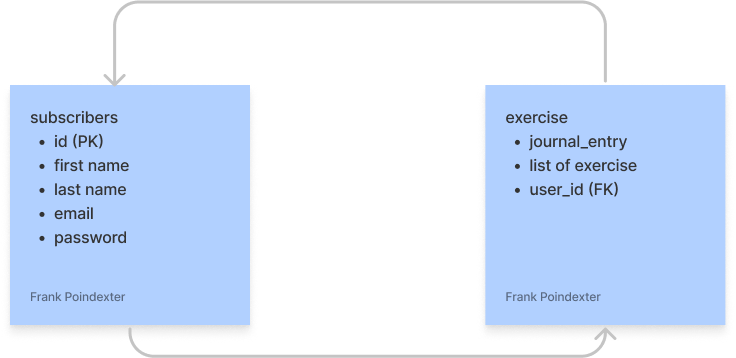 subscribers
• id (PK)
• first name
• last name
• email
• password
Frank Poindexter
exercise
• journal_entry
• list of exercise
• user_id (FK)
Frank Poindexter